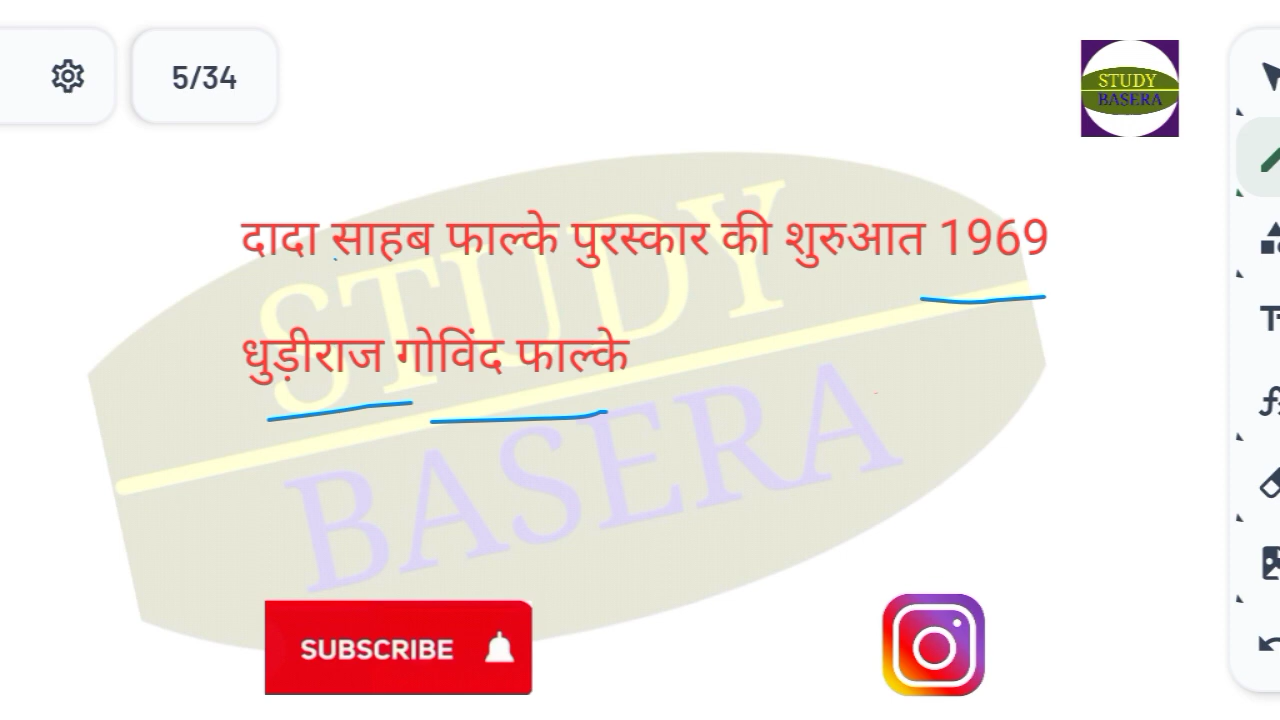 5/34
STUDY
BASERA
दादा साहब फाल्के पुरस्कार की शुरुआत 1969
धुड़ीराज गोविंद फाल्के
STUDY
BASERA
SUBSCRIBE